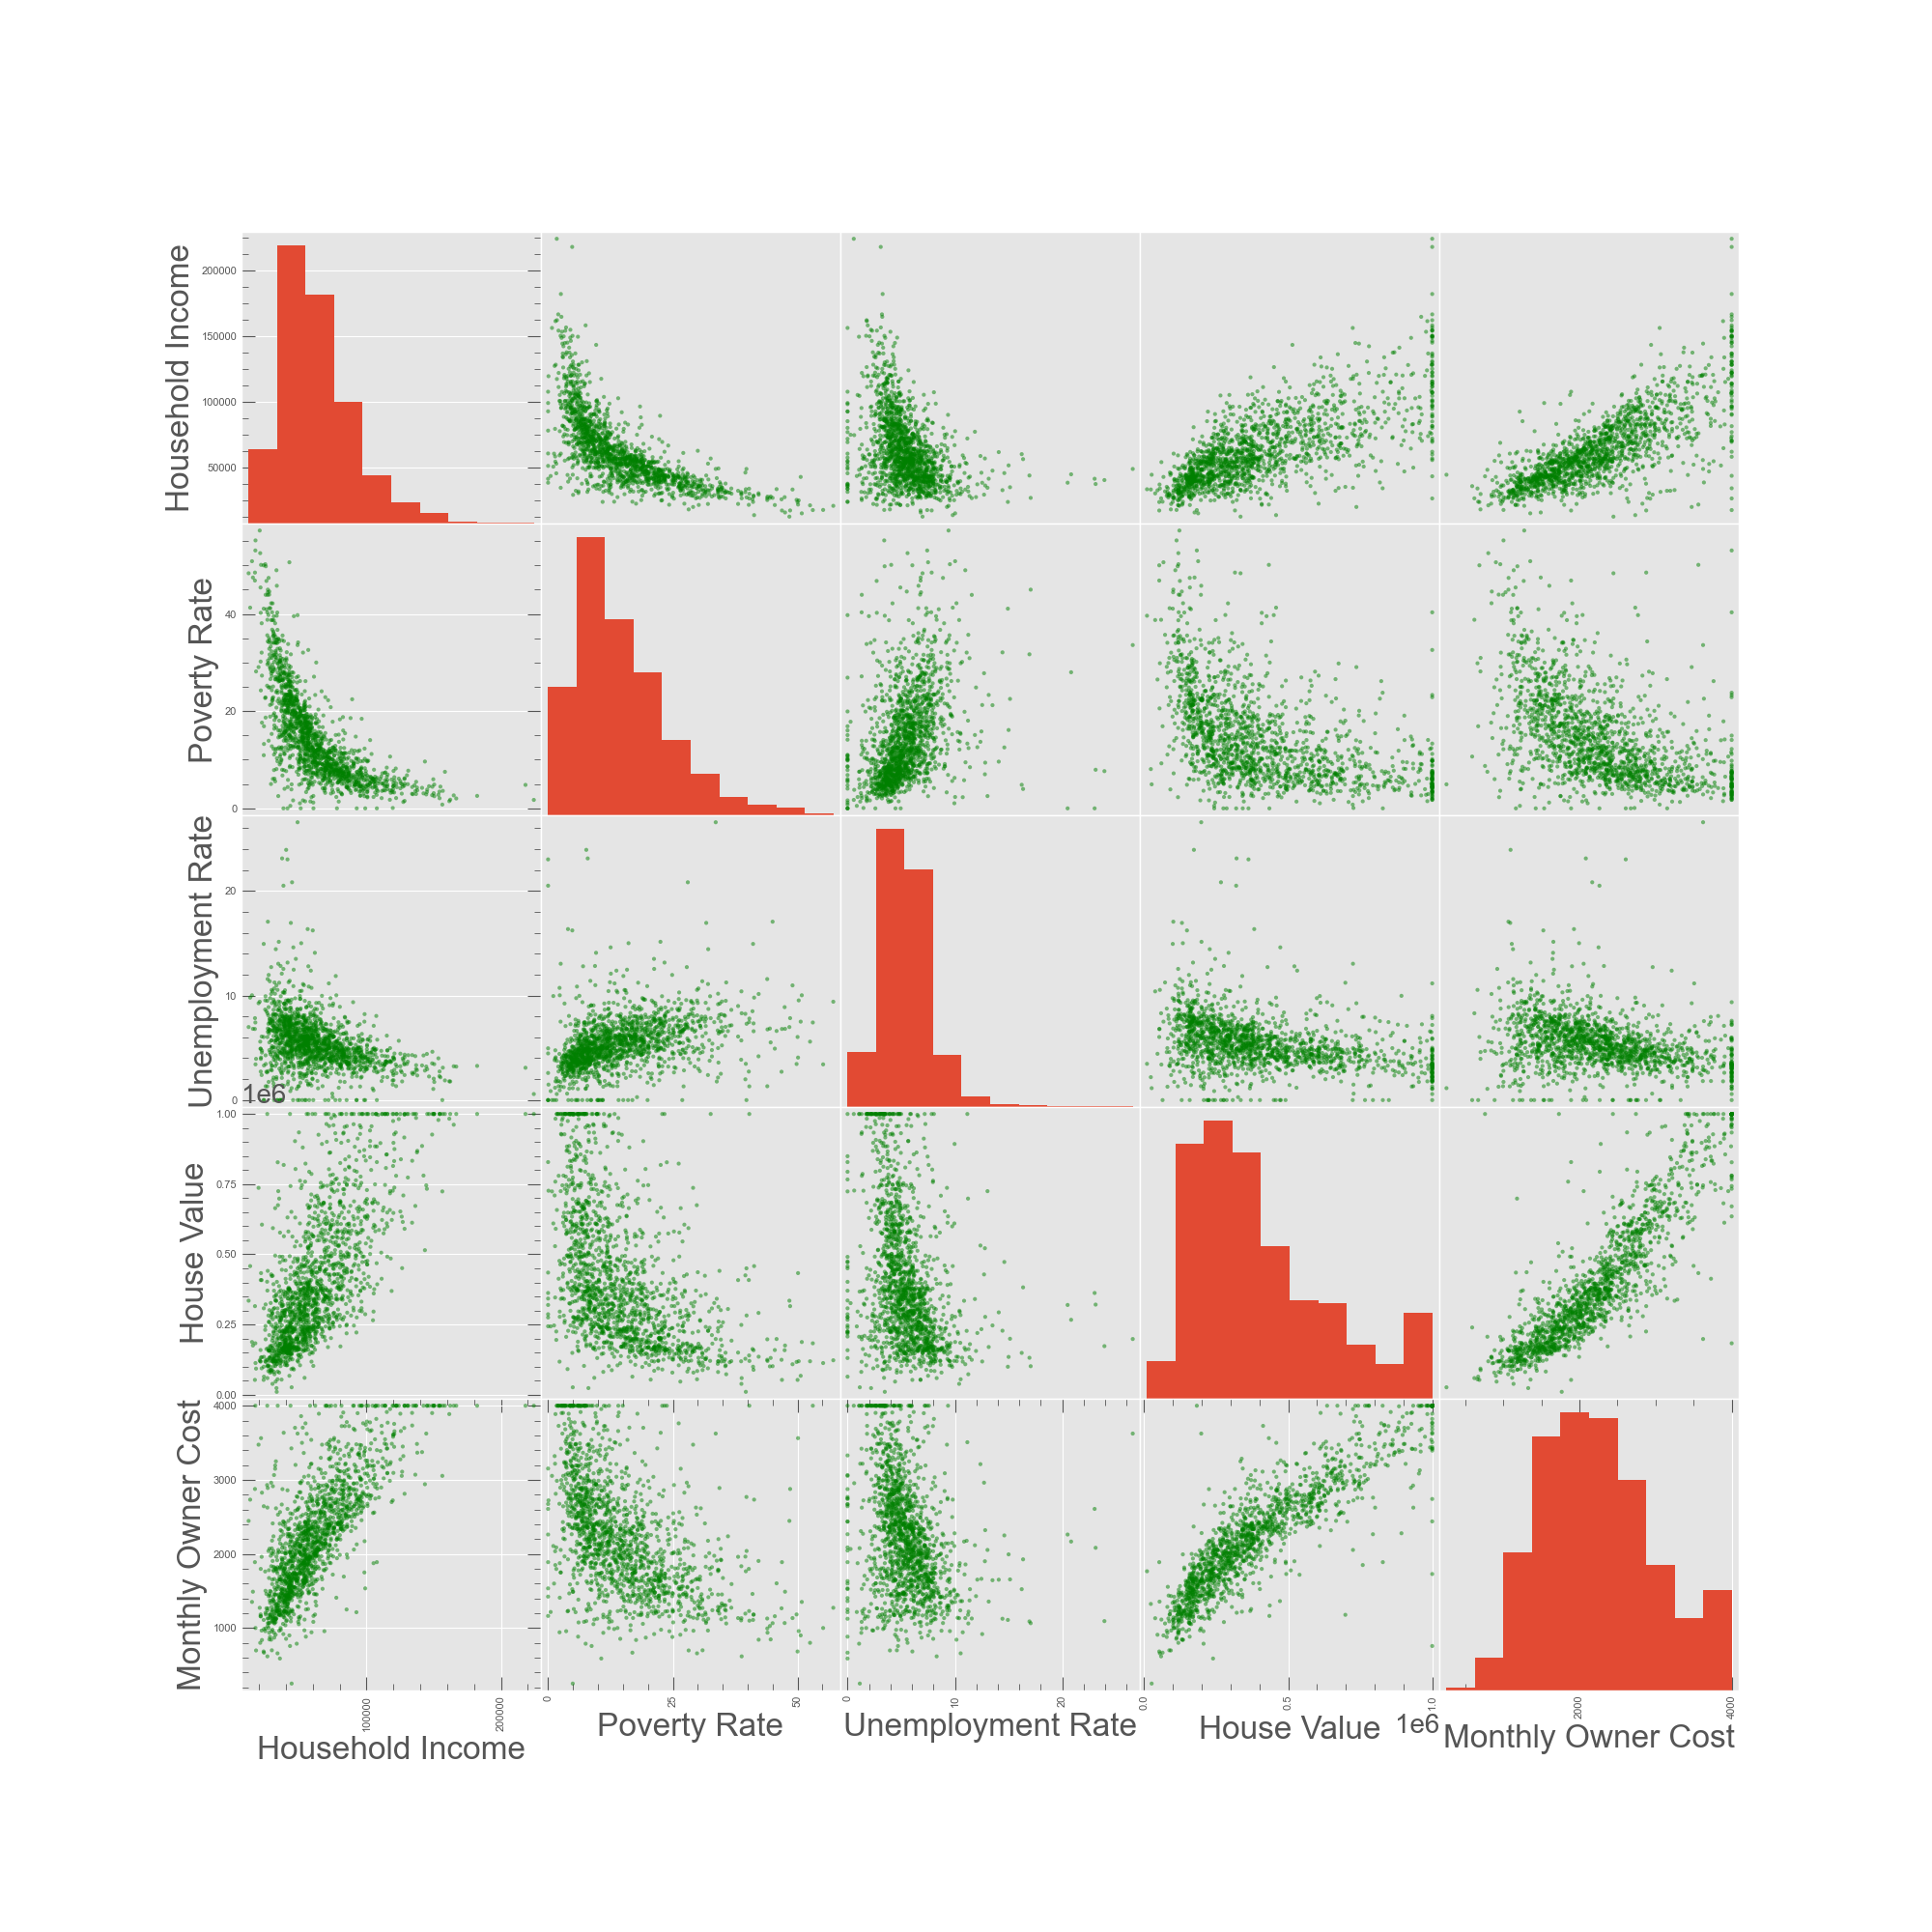 Household Income
200000
150000
100000
50000
Poverty Rate
40
20
0
Unemployment Rate
20
10
0
1e6
House Value
1.00
0.75
0.50
0.25
0.00
Monthly Owner Cost
4000
3000
2000
1000
100000 200000
0 25 50
0 10 20
0.0 0.5 1.0
2000 4000
1e6
Household Income Poverty Rate Unemployment Rate House Value Monthly Owner Cost